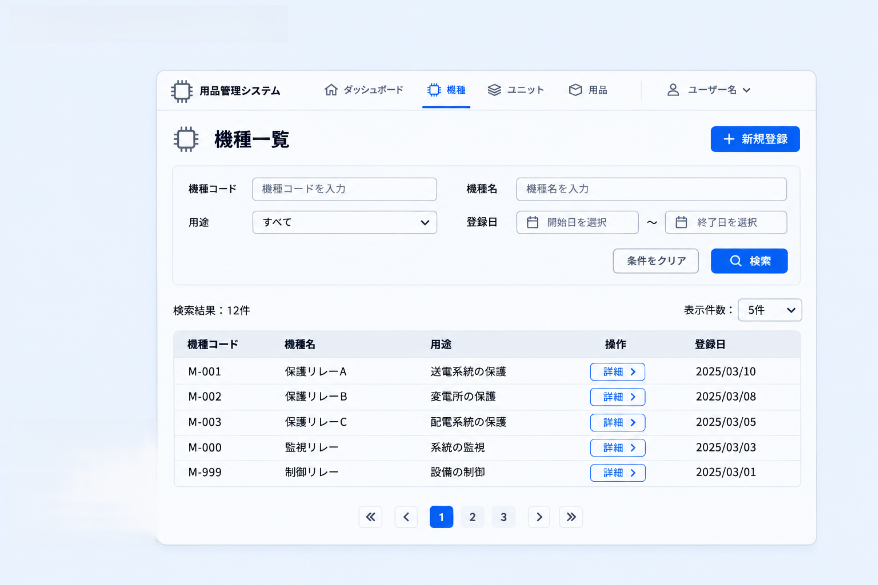 用品管理システム ダッシュボード 機種 ユニット 用品 ユーザー名
機種一覧 + 新規登録
機種コード 機種コードを入力 機種名 機種名を入力
用途 すべて 登録日 開始日を選択 ～ 終了日を選択
条件をクリア 検索
検索結果：12件 表示件数： 5件
機種コード 機種名 用途 操作 登録日
M-001 保護リレーA 送電系統の保護 詳細 > 2025/03/10
M-002 保護リレーB 変電所の保護 詳細 > 2025/03/08
M-003 保護リレーC 配電系統の保護 詳細 > 2025/03/05
M-000 監視リレー 系統の監視 詳細 > 2025/03/03
M-999 制御リレー 設備の制御 詳細 > 2025/03/01
« ‹ 1 2 3 › »